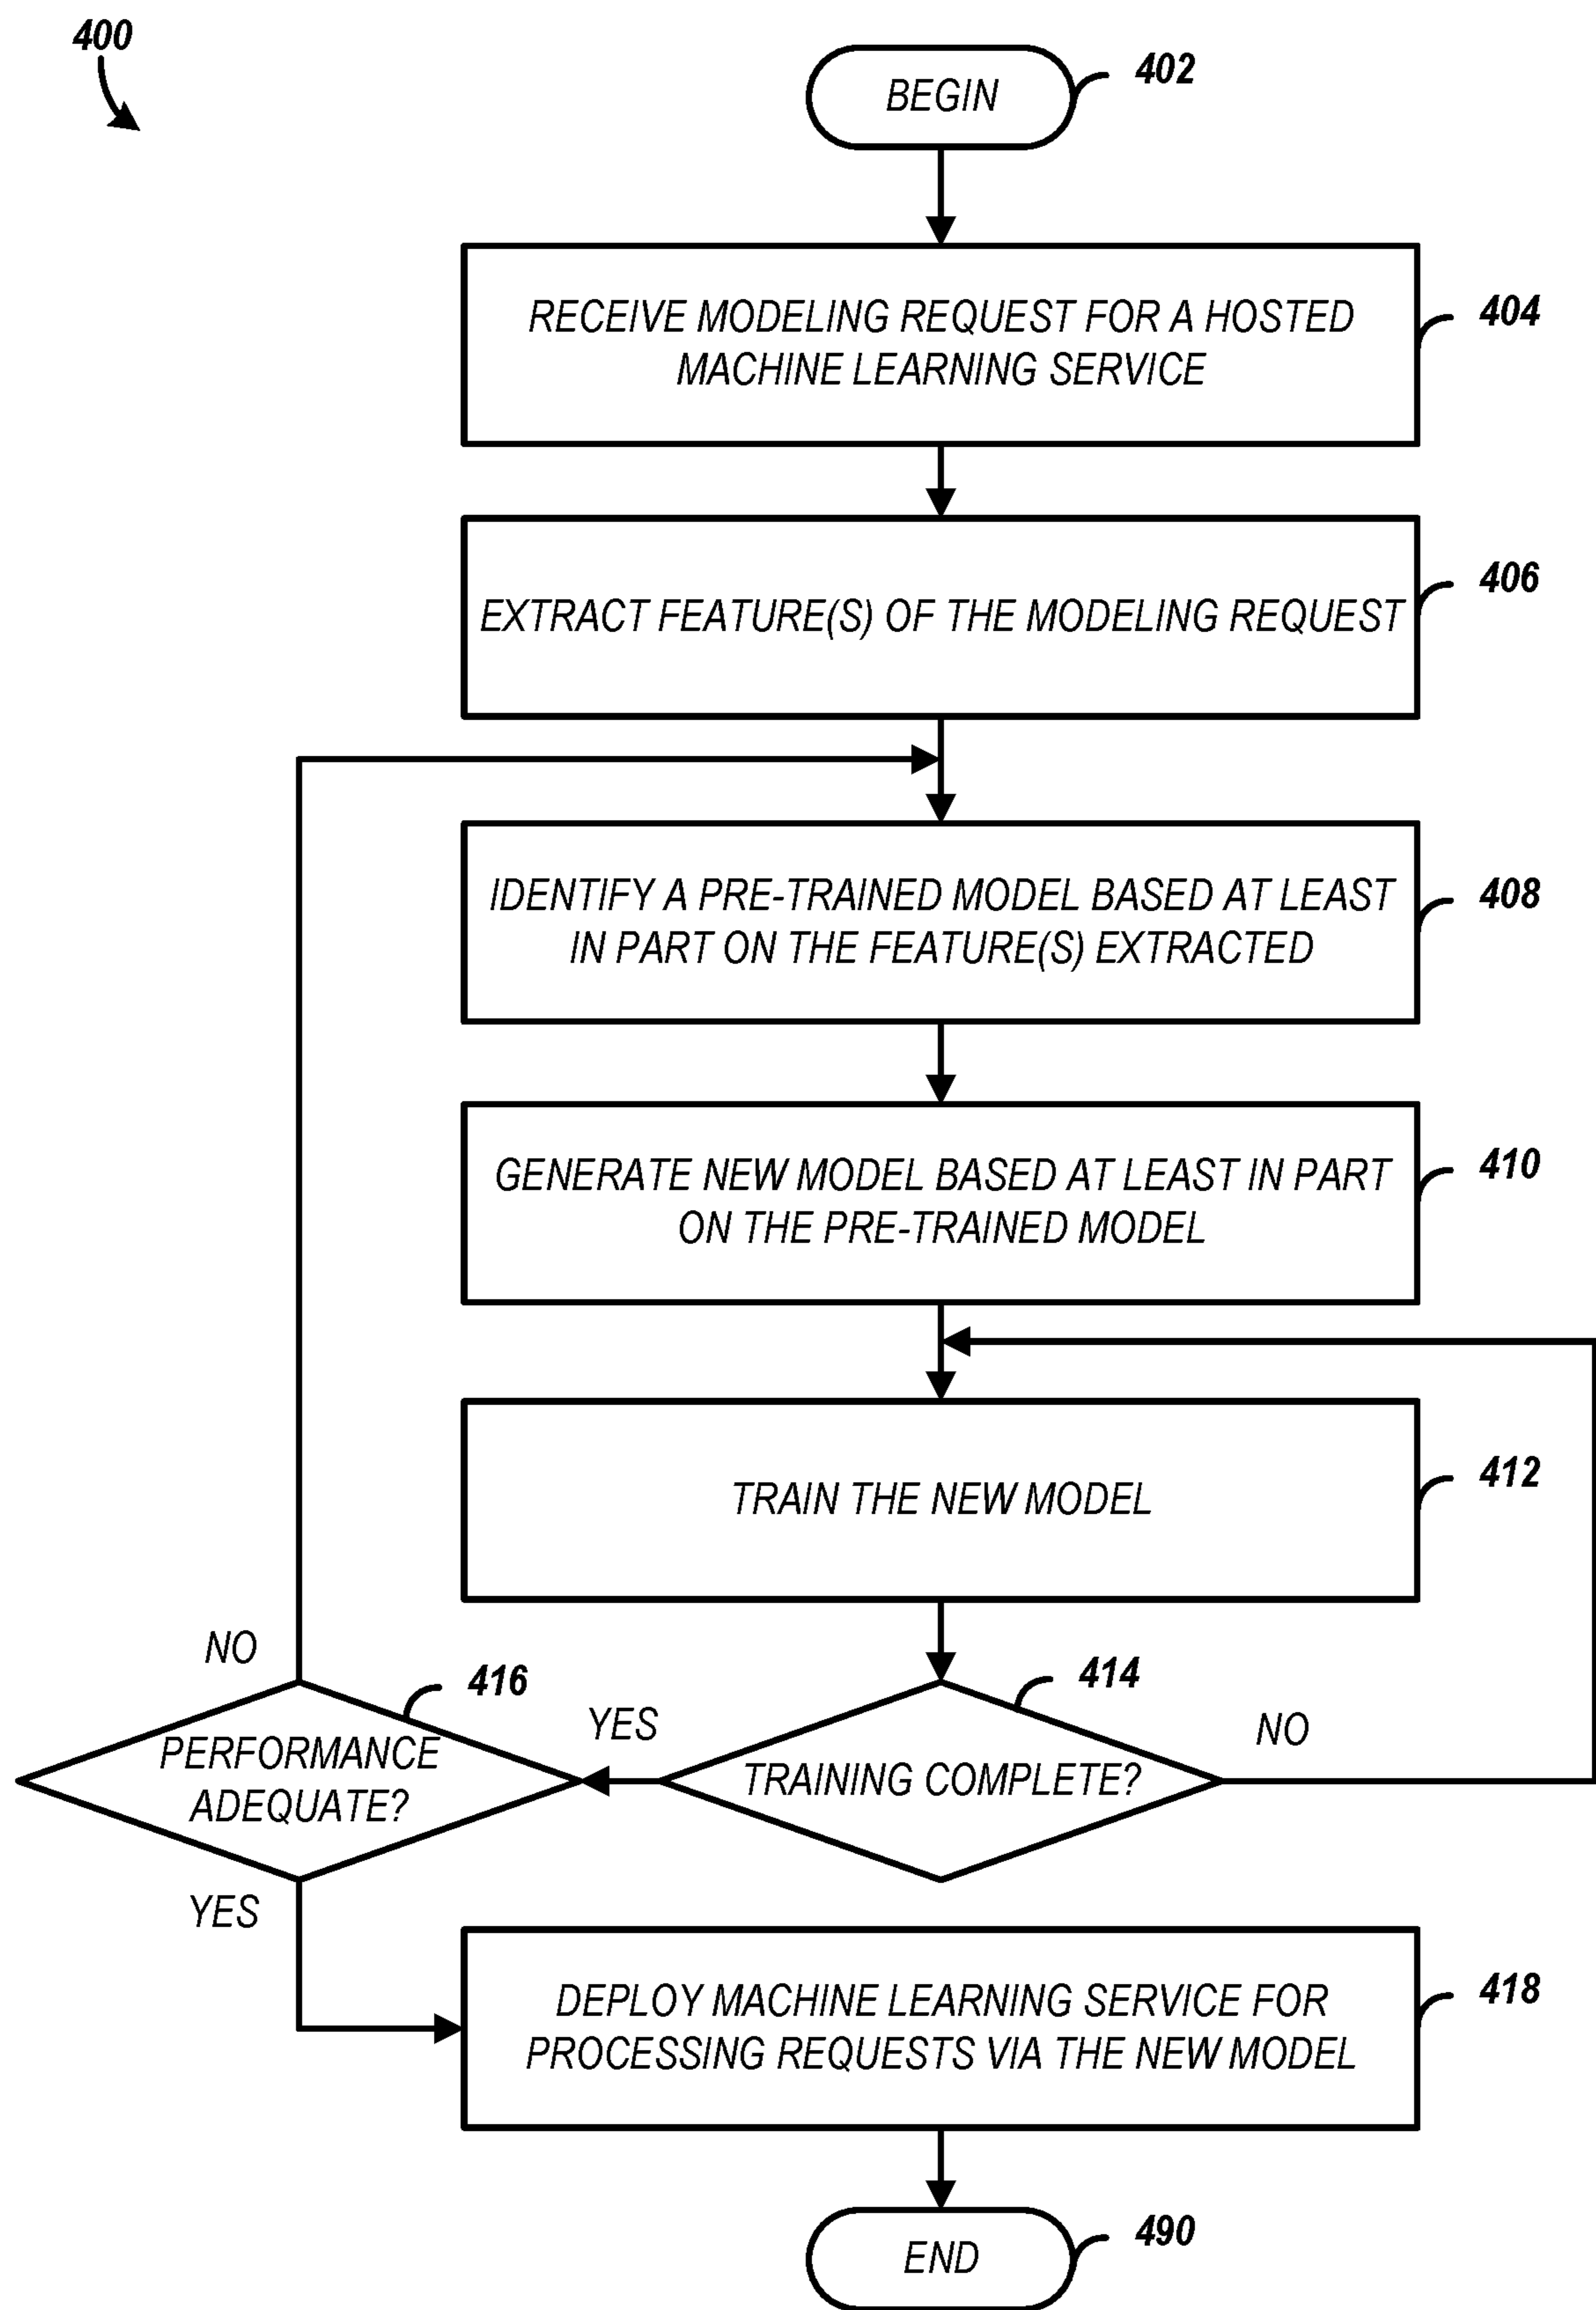 400
BEGIN
402
RECEIVE MODELING REQUEST FOR A HOSTED
MACHINE LEARNING SERVICE
404
EXTRACT FEATURE(S) OF THE MODELING REQUEST
406
IDENTIFY A PRE-TRAINED MODEL BASED AT LEAST
IN PART ON THE FEATURE(S) EXTRACTED
408
GENERATE NEW MODEL BASED AT LEAST IN PART
ON THE PRE-TRAINED MODEL
410
TRAIN THE NEW MODEL
412
NO
416
PERFORMANCE
ADEQUATE?
YES
414
TRAINING COMPLETE?
NO
YES
DEPLOY MACHINE LEARNING SERVICE FOR
PROCESSING REQUESTS VIA THE NEW MODEL
418
END
490